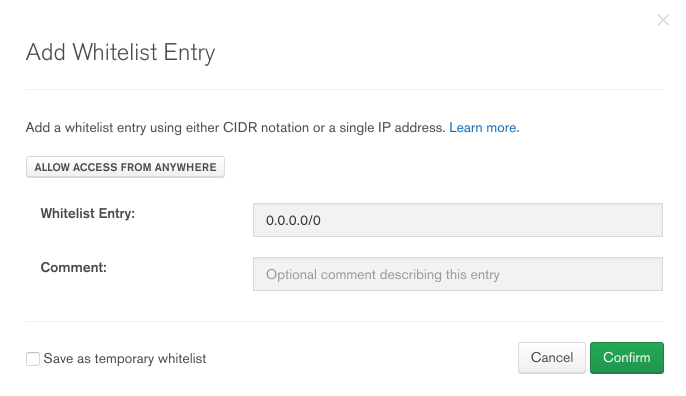 Add Whitelist Entry
Add a whitelist entry using either CIDR notation or a single IP address. Learn more.
ALLOW ACCESS FROM ANYWHERE
Whitelist Entry: 0.0.0.0/0
Comment: Optional comment describing this entry
Save as temporary whitelist Cancel Confirm